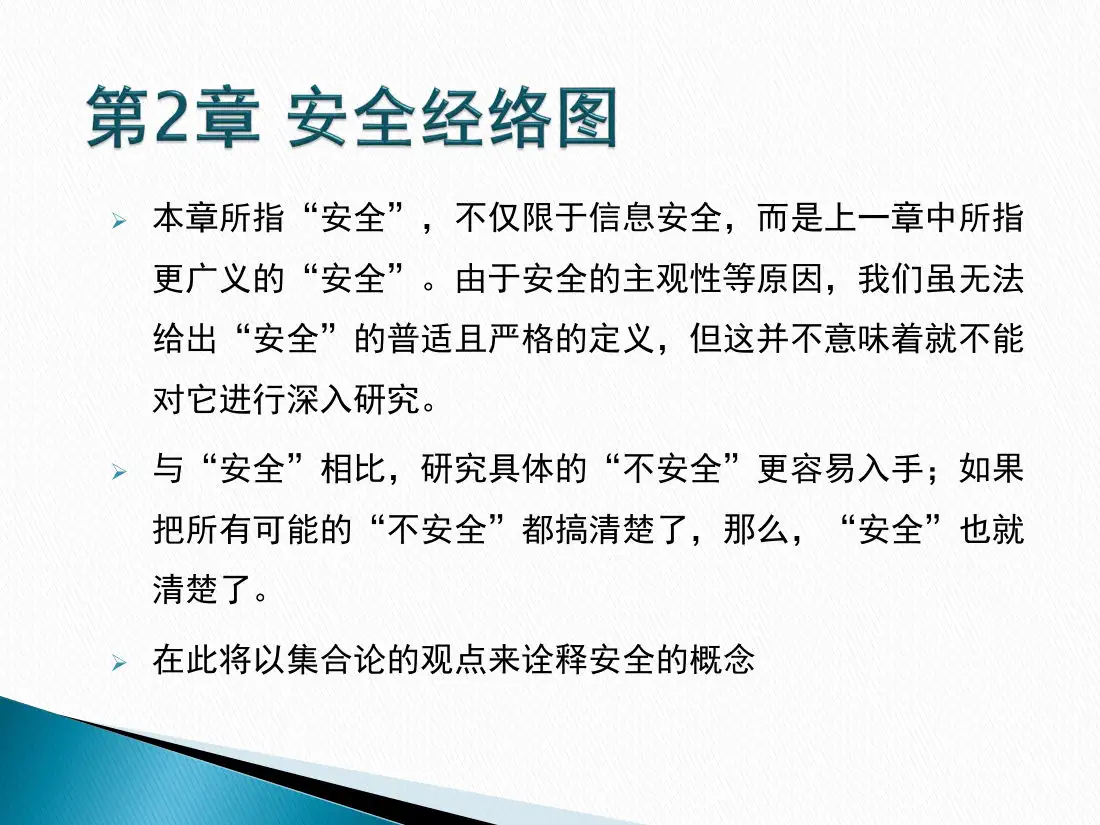 第2章 安全经络图
本章所指“安全”，不仅限于信息安全，而是上一章中所指
更广义的“安全”。由于安全的主观性等原因，我们虽无法
给出“安全”的普适且严格的定义，但这并不意味着就不能
对它进行深入研究。
与“安全”相比，研究具体的“不安全”更容易入手；如果
把所有可能的“不安全”都搞清楚了，那么，“安全”也就
清楚了。
在此将以集合论的观点来诠释安全的概念